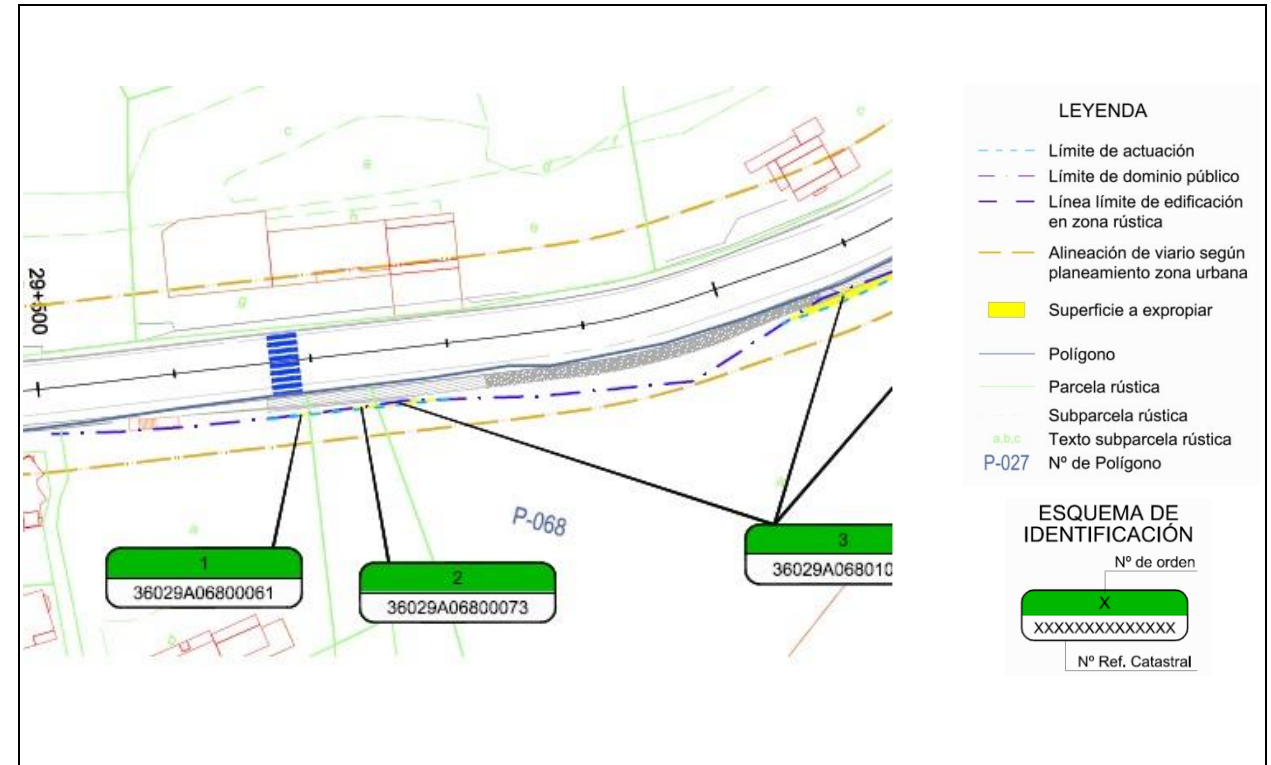 29+500
c
a
d
f
e
h
e
g
a
b
P-068
1
36029A06800061
2
36029A06800073
3
36029A068010
LEYENDA
Límite de actuación
Límite de dominio público
Línea límite de edificación
en zona rústica
Alineación de viario según
planeamiento zona urbana
Superficie a expropiar
Polígono
Parcela rústica
Subparcela rústica
a,b,c Texto subparcela rústica
P-027 Nº de Polígono
ESQUEMA DE
IDENTIFICACIÓN
Nº de orden
X
XXXXXXXXXXXXXX
Nº Ref. Catastral